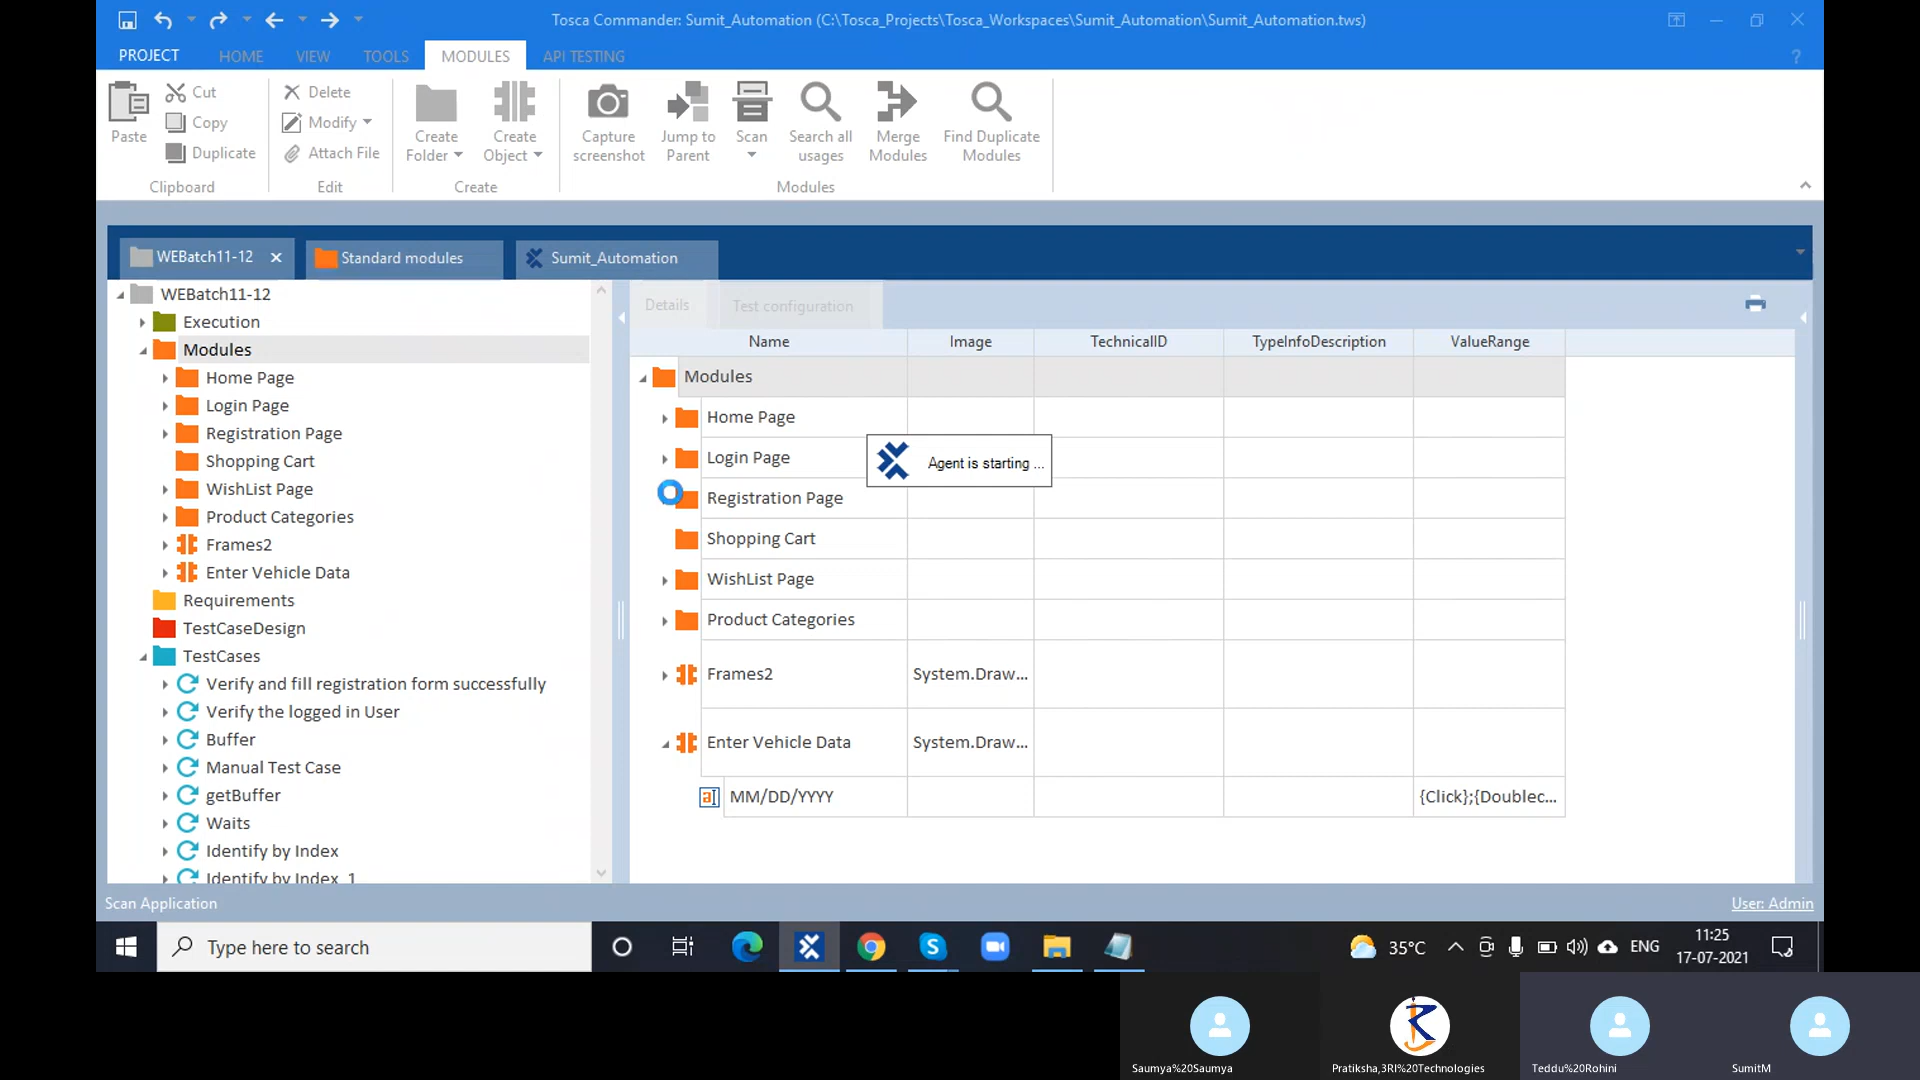 Tosca Commander: Sumit_Automation (C:\Tosca_Projects\Tosca_Workspaces\Sumit_Automation\Sumit_Automation.tws)
PROJECT HOME VIEW TOOLS MODULES API TESTING ?
Paste
Cut
Copy
Duplicate
Clipboard
Delete
Modify
Attach File
Edit
Create
Folder
Create
Object
Create
Capture
screenshot
Jump to
Parent
Scan
Search all
usages
Merge
Modules
Find Duplicate
Modules
Modules
WEBatch11-12 Standard modules Sumit_Automation
WEBatch11-12
Execution
Modules
Home Page
Login Page
Registration Page
Shopping Cart
WishList Page
Product Categories
Frames2
Enter Vehicle Data
Requirements
TestCaseDesign
TestCases
Verify and fill registration form successfully
Verify the logged in User
Buffer
Manual Test Case
getBuffer
Waits
Identify by Index
Identify by Index 1
Details Test configuration
Name Image TechnicalID TypeInfoDescription ValueRange
Modules
Home Page
Login Page
Agent is starting ...
Registration Page
Shopping Cart
WishList Page
Product Categories
Frames2 System.Draw...
Enter Vehicle Data System.Draw...
MM/DD/YYYY {Click};{Doublec...
Scan Application User: Admin
Type here to search
35°C ENG
11:25
17-07-2021
Saumya%20Saumya Pratiksha,3RI%20Technologies Teddu%20Rohini SumitM